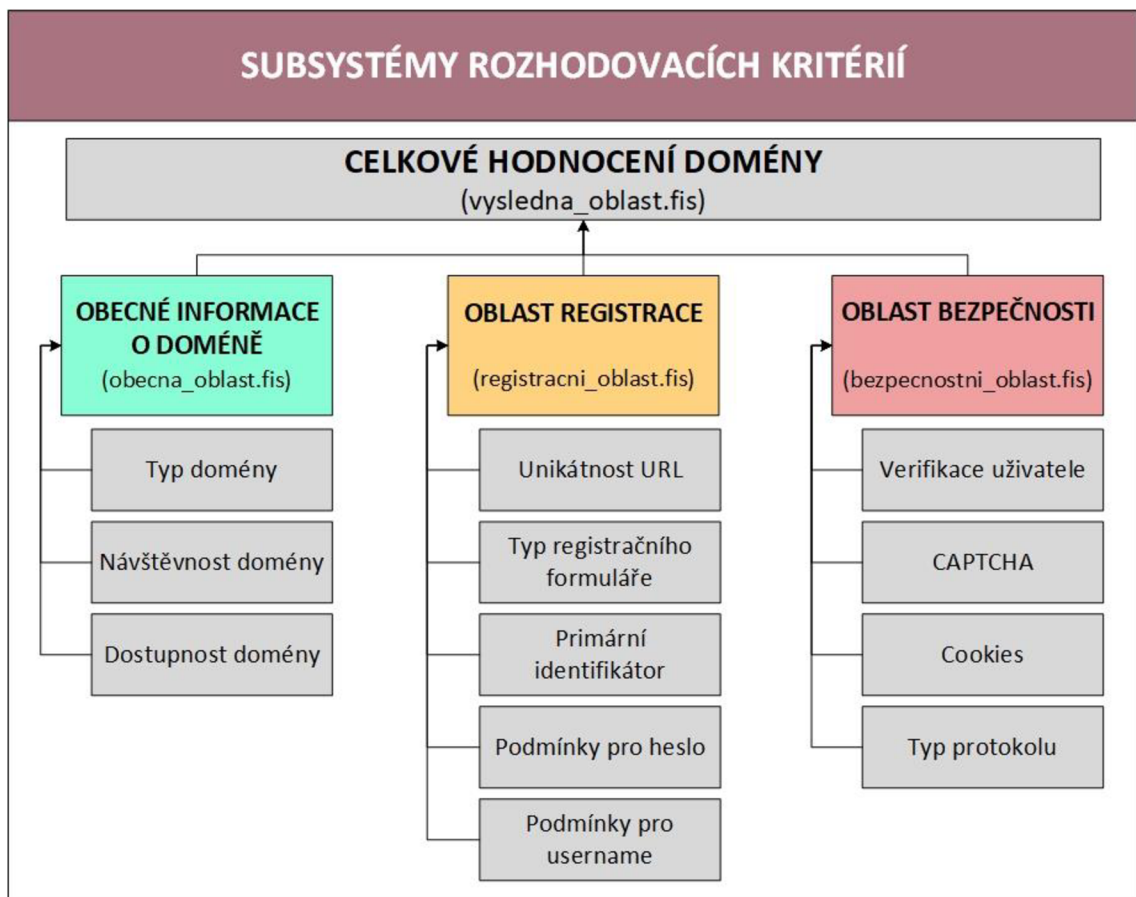 SUBSYSTÉMY ROZHODOVACÍCH KRITÉRIÍ
CELKOVÉ HODNOCENÍ DOMÉNY
(vysledna_oblast.fis)
OBECNÉ INFORMACE
O DOMÉNĚ
(obecna_oblast.fis)
Typ domény
Návštěvnost domény
Dostupnost domény
OBLAST REGISTRACE
(registracni_oblast.fis)
Unikátnost URL
Typ registračního
formuláře
Primární
identifikátor
Podmínky pro heslo
Podmínky pro
username
OBLAST BEZPEČNOSTI
(bezpecnostni_oblast.fis)
Verifikace uživatele
CAPTCHA
Cookies
Typ protokolu